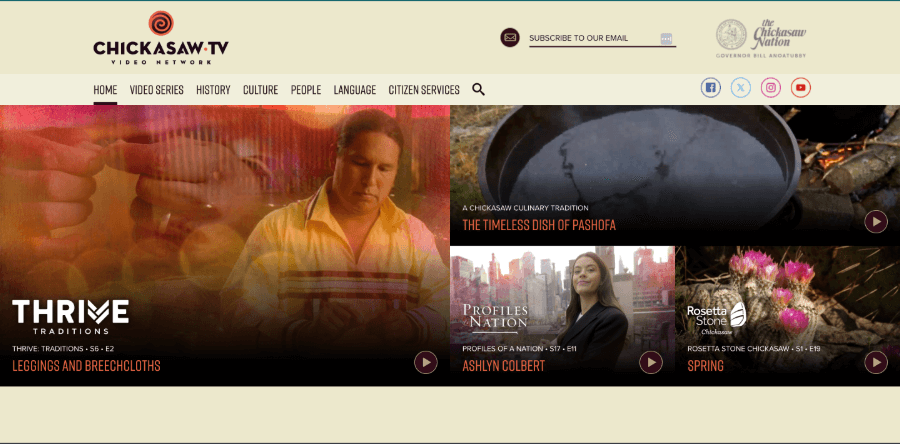 CHICKASAW•TV
VIDEO NETWORK
SUBSCRIBE TO OUR EMAIL
the
Chickasaw
Nation
GOVERNOR BILL ANOATUBBY
HOME
VIDEO SERIES
HISTORY
CULTURE
PEOPLE
LANGUAGE
CITIZEN SERVICES
THRIVE
TRADITIONS
THRIVE: TRADITIONS • S6 • E2
LEGGINGS AND BREECHCLOTHS
A CHICKASAW CULINARY TRADITION
THE TIMELESS DISH OF PASHOFA
PROFILES
of a
NATION
PROFILES OF A NATION • S17 • E11
ASHLYN COLBERT
Rosetta
Stone
Chickasaw
ROSETTA STONE CHICKASAW • S1 • E19
SPRING